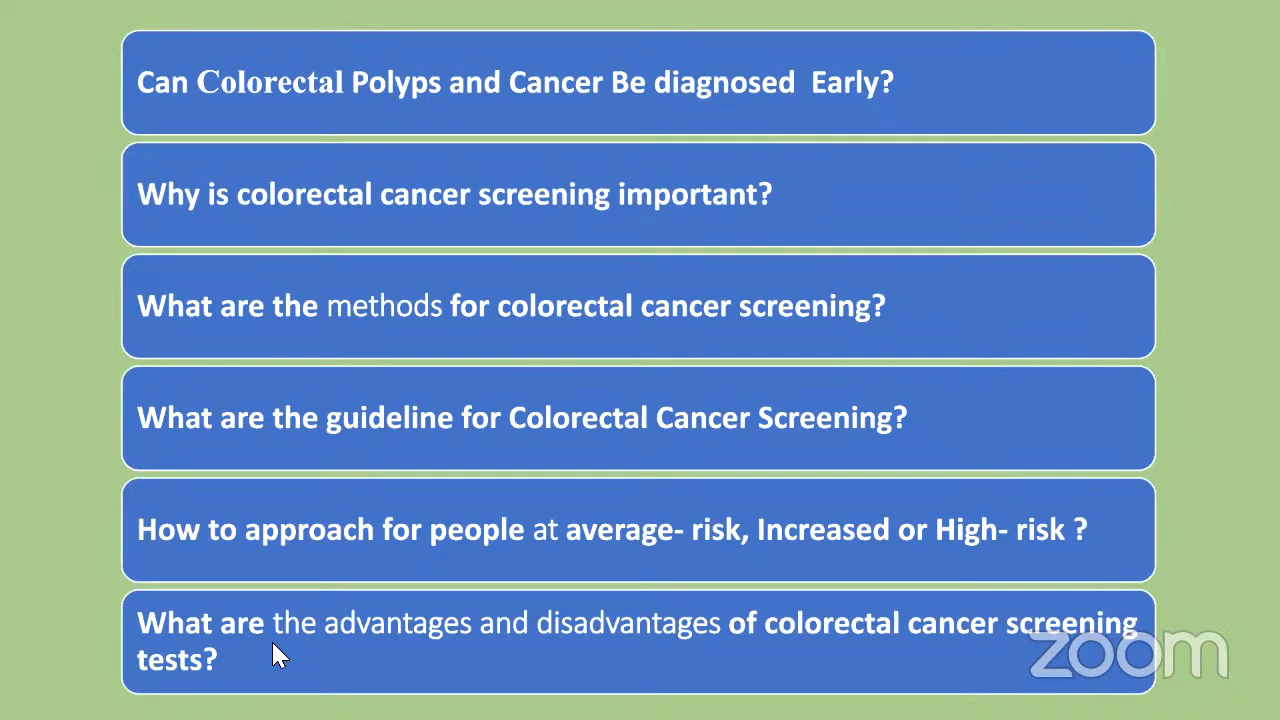 Can Colorectal Polyps and Cancer Be diagnosed  Early?
Why is colorectal cancer screening important?
What are the methods for colorectal cancer screening?
What are the guideline for Colorectal Cancer Screening?
How to approach for people at average- risk, Increased or High- risk ?
What are the advantages and disadvantages of colorectal cancer screening
tests?
zoom